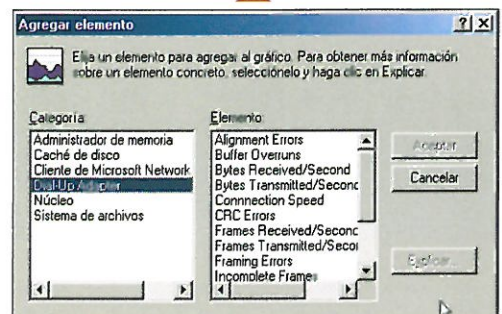 Agregar elemento
Elija un elemento para agregar al gráfico. Para obtener más información
sobre un elemento concreto, selecciónelo y haga clic en Explicar.
Categoría:
Administrador de memoria
Caché de disco
Cliente de Microsoft Network
Dial-Up Adapter
Núcleo
Sistema de archivos
Elemento:
Alignment Errors
Buffer Overruns
Bytes Received/Second
Bytes Transmitted/Second
Connnection Speed
CRC Errors
Frames Received/Second
Frames Transmitted/Secon
Framing Errors
Incomplete Frames
Aceptar
Cancelar
Explicar...